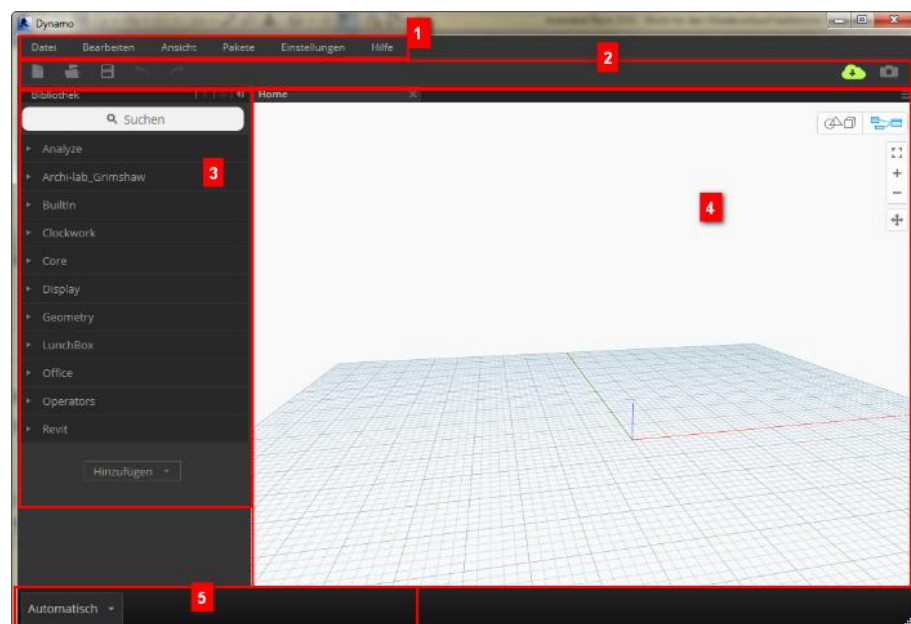 Dynamo
Datei Bearbeiten Ansicht Pakete Einstellungen Hilfe
1
2
Bibliothek
Home
Suchen
Analyze
Archi-lab_Grimshaw
3
BuiltIn
Clockwork
Core
Display
Geometry
LunchBox
Office
Operators
Revit
Hinzufügen
4
5
Automatisch